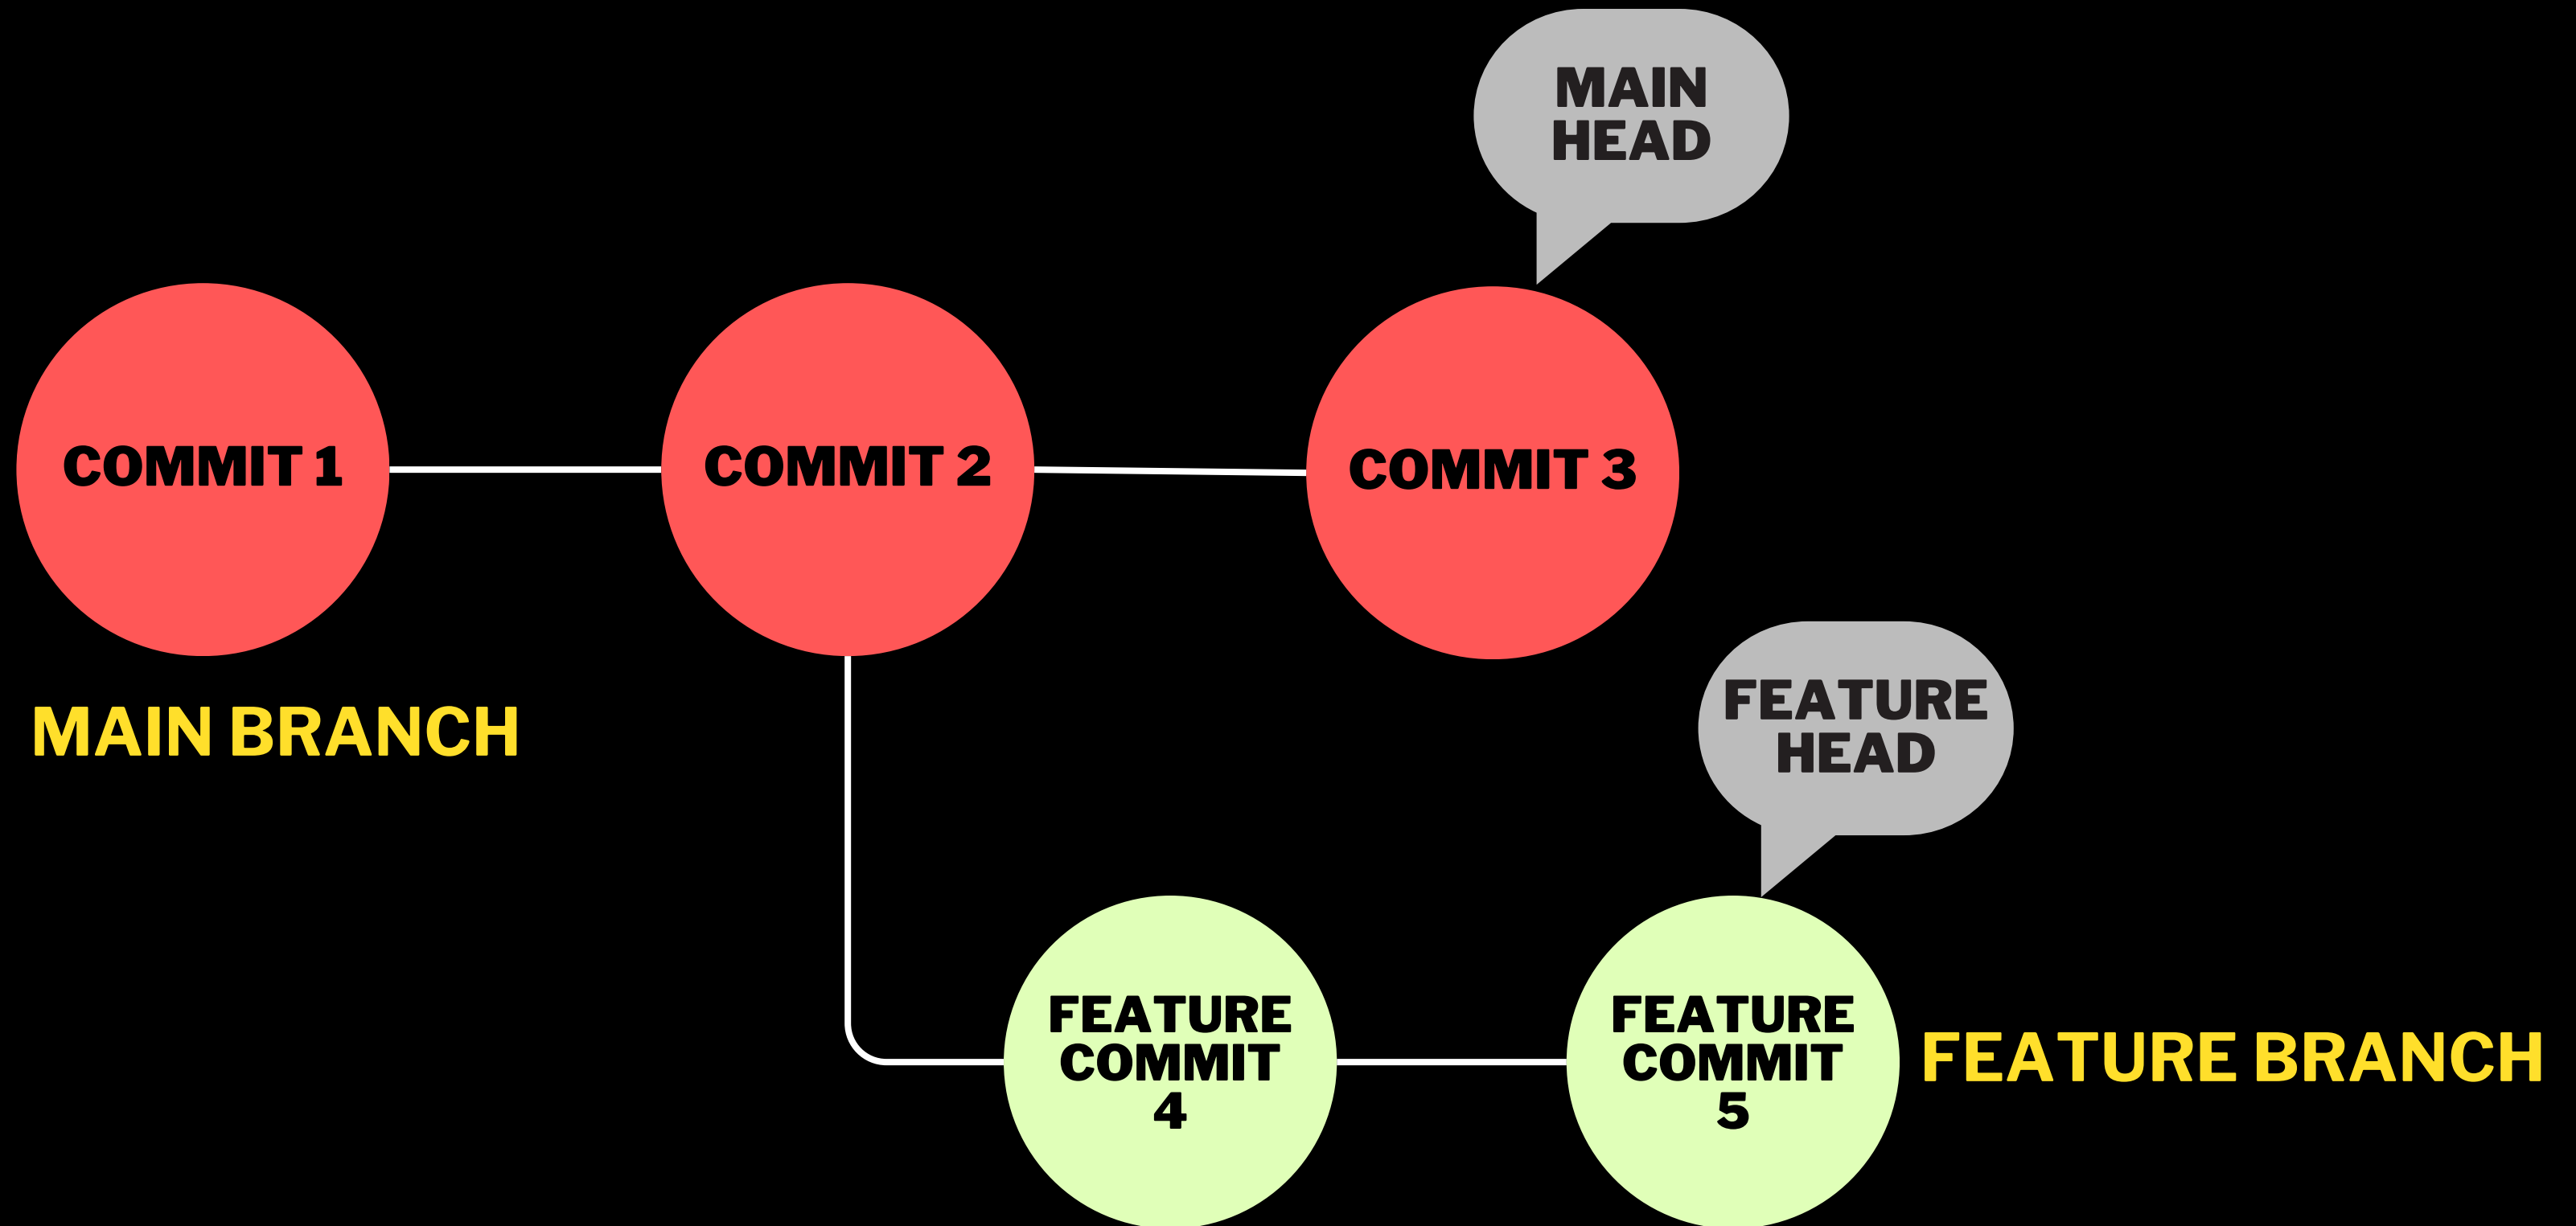 MAIN
HEAD
COMMIT 1
COMMIT 2
COMMIT 3
MAIN BRANCH
FEATURE
HEAD
FEATURE
COMMIT
4
FEATURE
COMMIT
5
FEATURE BRANCH